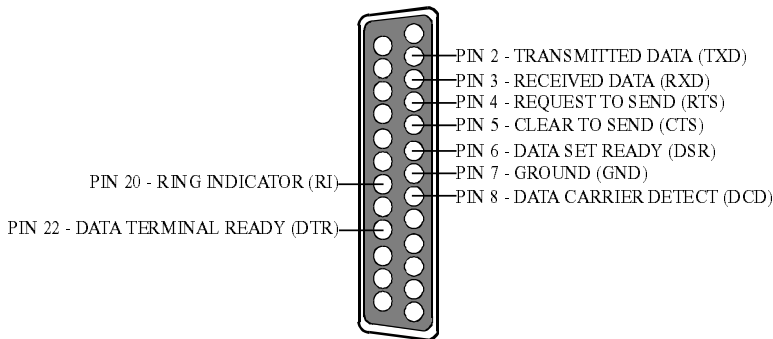 PIN 2 - TRANSMITTED DATA (TXD)
PIN 3 - RECEIVED DATA (RXD)
PIN 4 - REQUEST TO SEND (RTS)
PIN 5 - CLEAR TO SEND (CTS)
PIN 6 - DATA SET READY (DSR)
PIN 7 - GROUND (GND)
PIN 8 - DATA CARRIER DETECT (DCD)
PIN 20 - RING INDICATOR (RI)
PIN 22 - DATA TERMINAL READY (DTR)